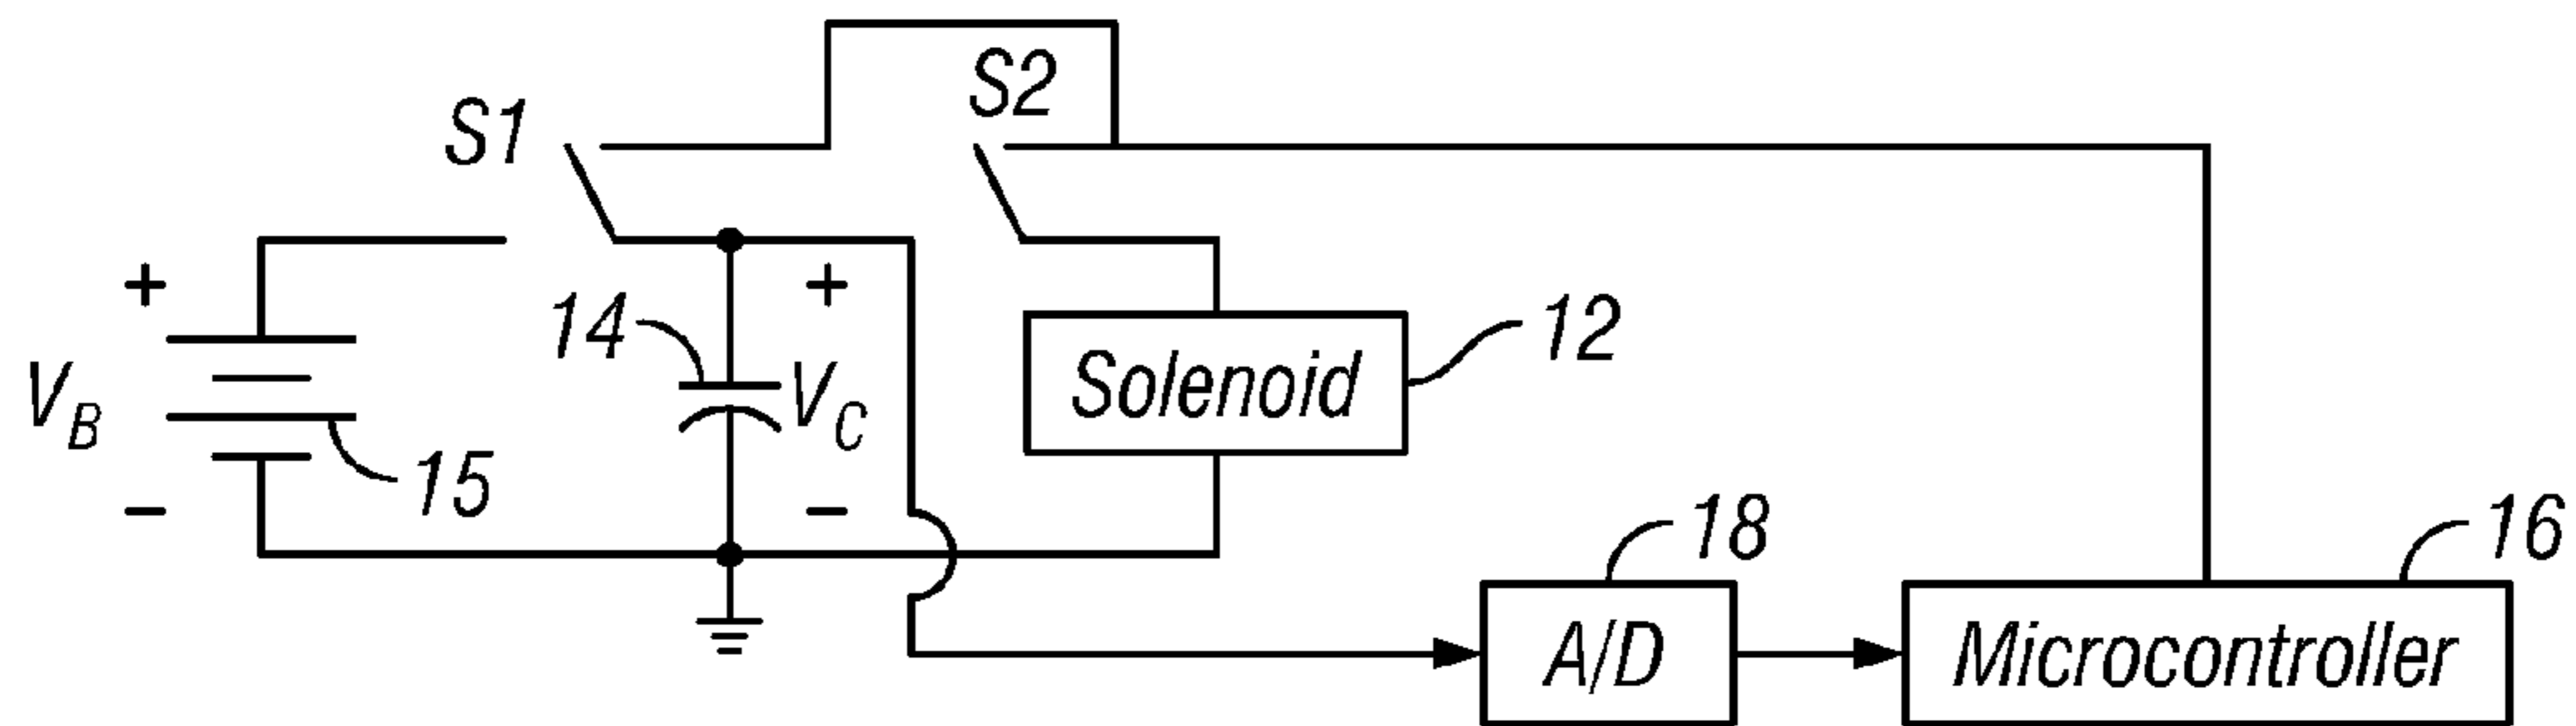 S1
S2
+
+
14
12
V_B
V_C
Solenoid
15
−
−
18
16
A/D
Microcontroller